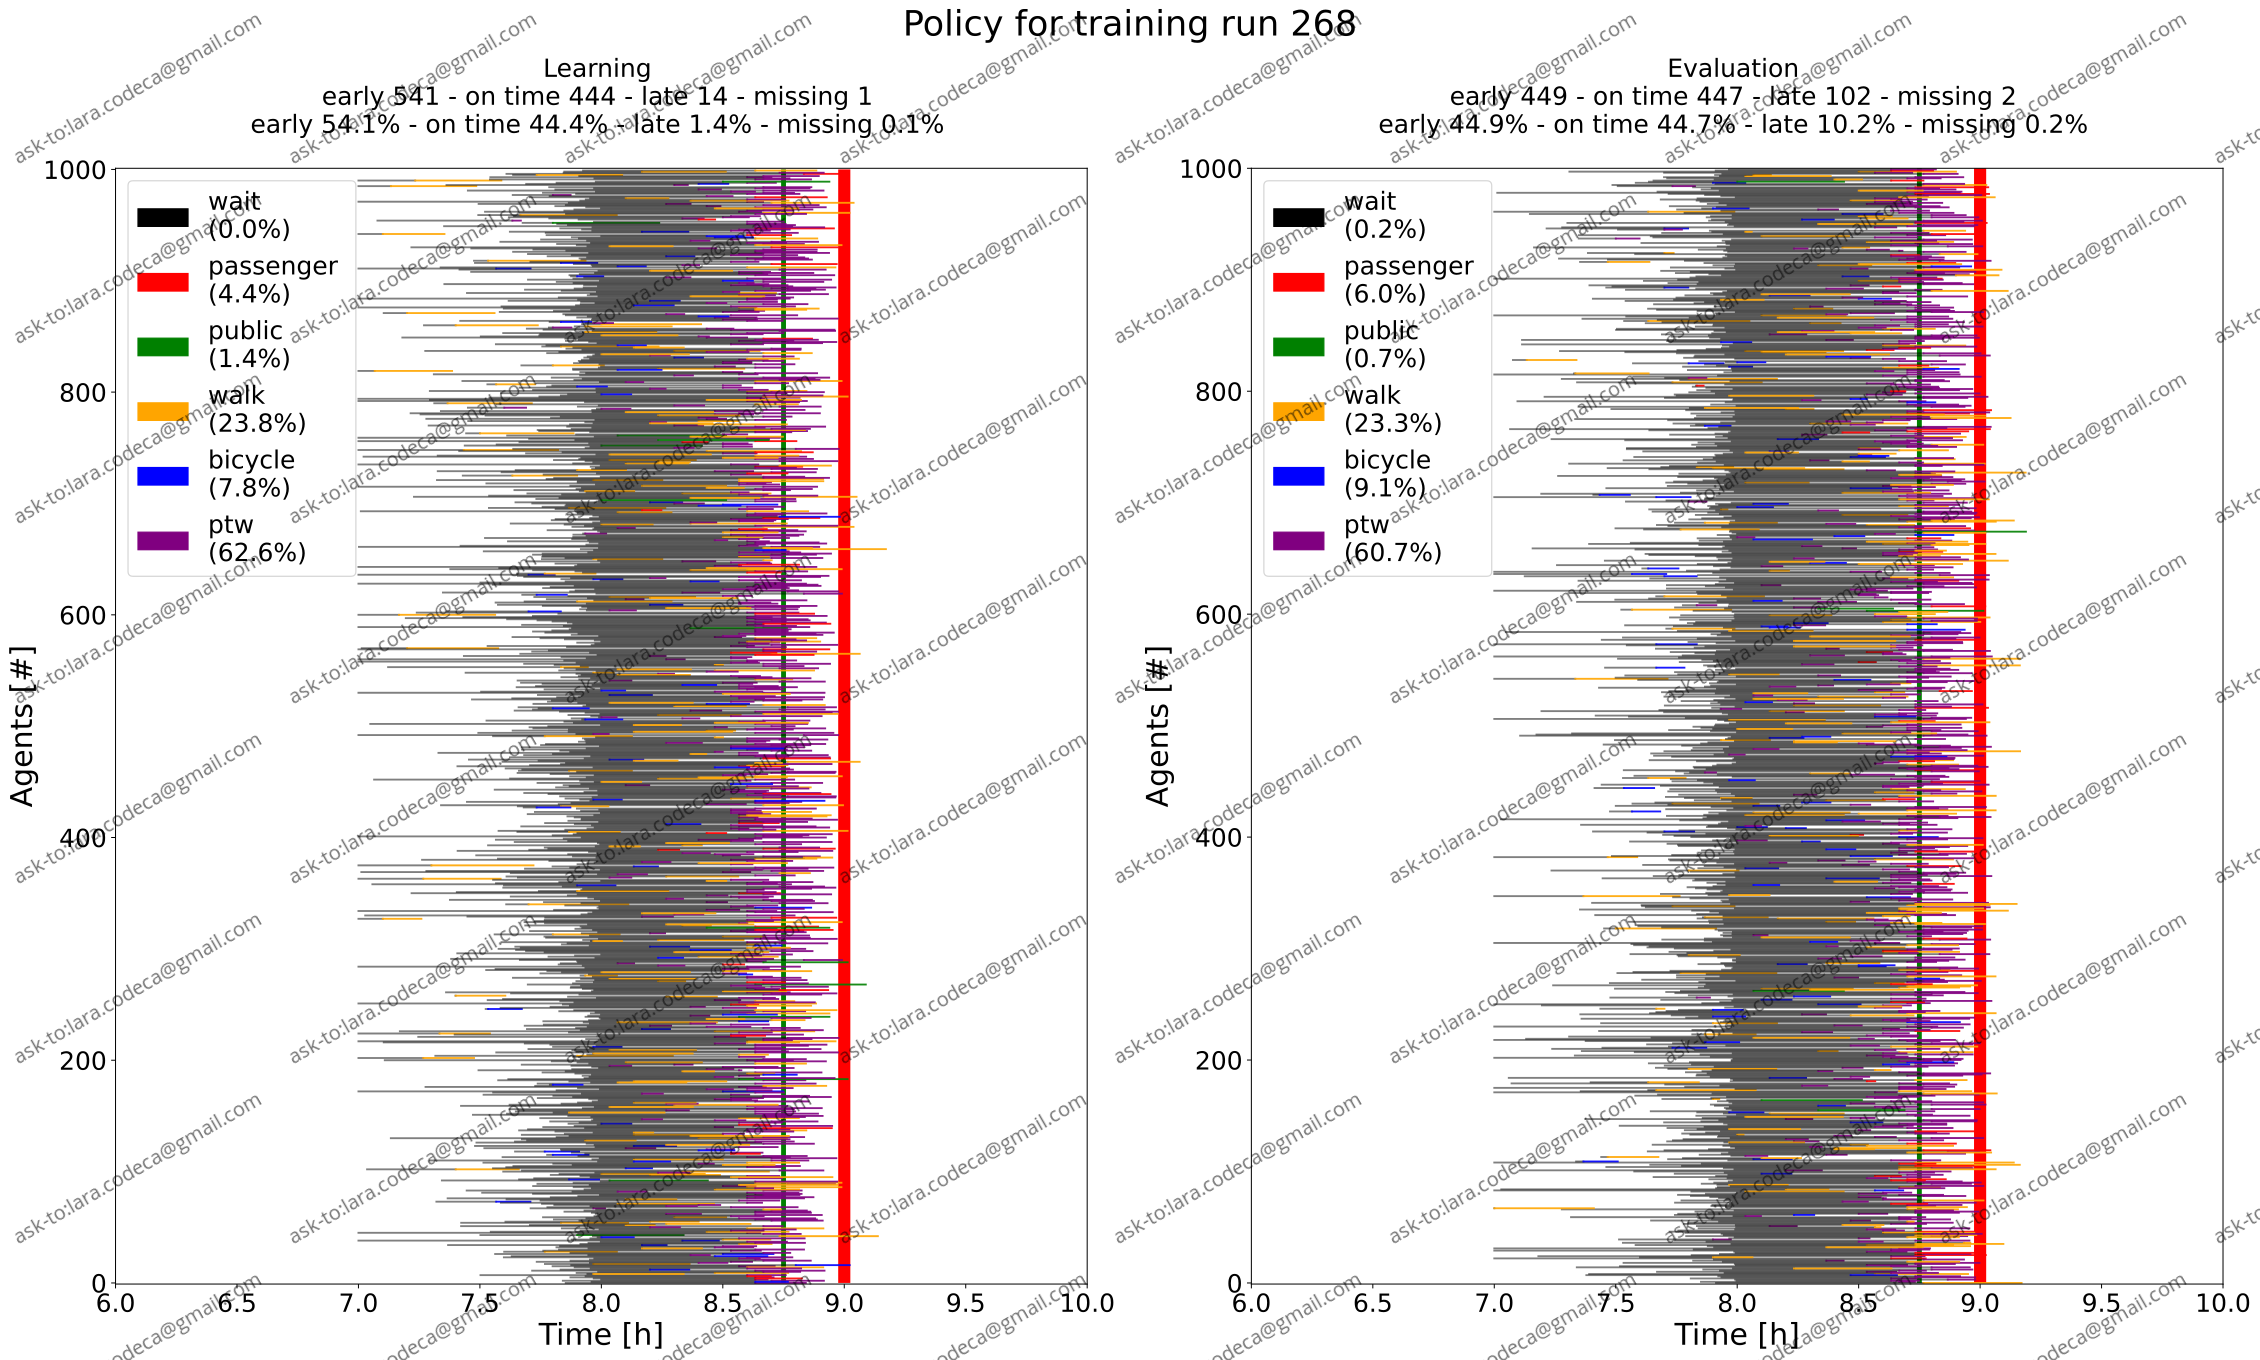 Policy for training run 268
Learning
early 541 - on time 444 - late 14 - missing 1
early 54.1% - on time 44.4% - late 1.4% - missing 0.1%
1000
800
600
400
200
0
Agents [#]
wait
(0.0%)
passenger
(4.4%)
public
(1.4%)
walk
(23.8%)
bicycle
(7.8%)
ptw
(62.6%)
6.0 6.5 7.0 7.5 8.0 8.5 9.0 9.5 10.0
Time [h]
Evaluation
early 449 - on time 447 - late 102 - missing 2
early 44.9% - on time 44.7% - late 10.2% - missing 0.2%
1000
800
600
400
200
0
Agents [#]
wait
(0.2%)
passenger
(6.0%)
public
(0.7%)
walk
(23.3%)
bicycle
(9.1%)
ptw
(60.7%)
6.0 6.5 7.0 7.5 8.0 8.5 9.0 9.5 10.0
Time [h]
ask-to:lara.codeca@gmail.com